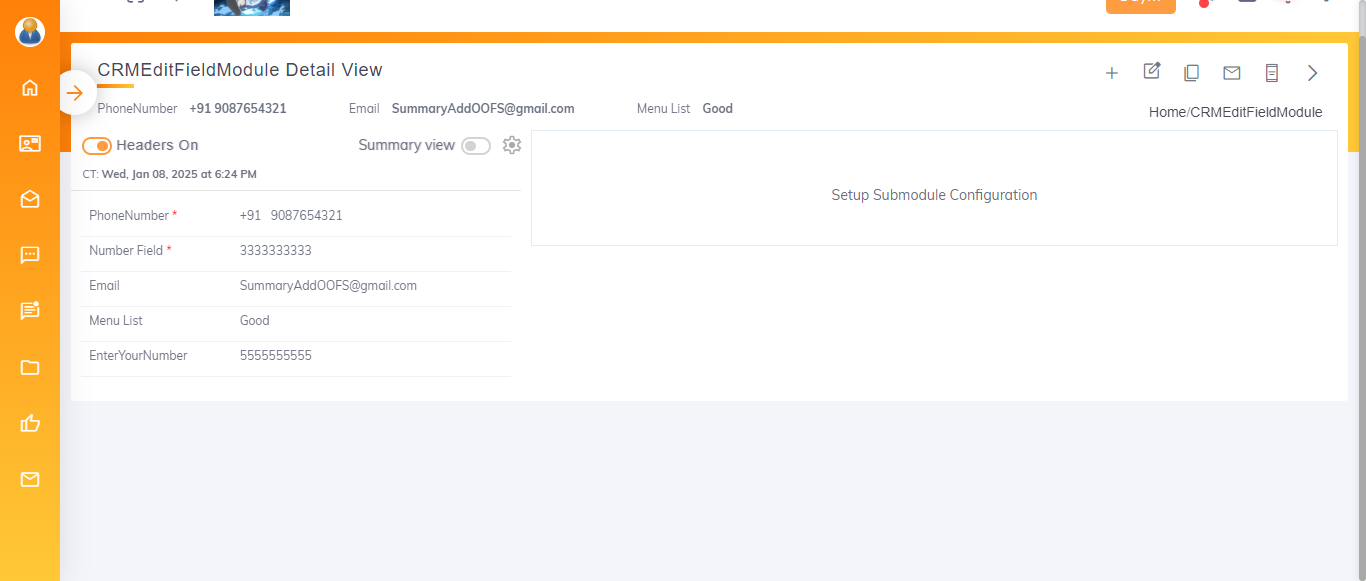 CRMEditFieldModule Detail View
PhoneNumber +91 9087654321 Email SummaryAddOOFS@gmail.com Menu List Good
Home/CRMEditFieldModule
Headers On Summary view
CT: Wed, Jan 08, 2025 at 6:24 PM
Setup Submodule Configuration
PhoneNumber * +91 9087654321
Number Field * 3333333333
Email SummaryAddOOFS@gmail.com
Menu List Good
EnterYourNumber 5555555555